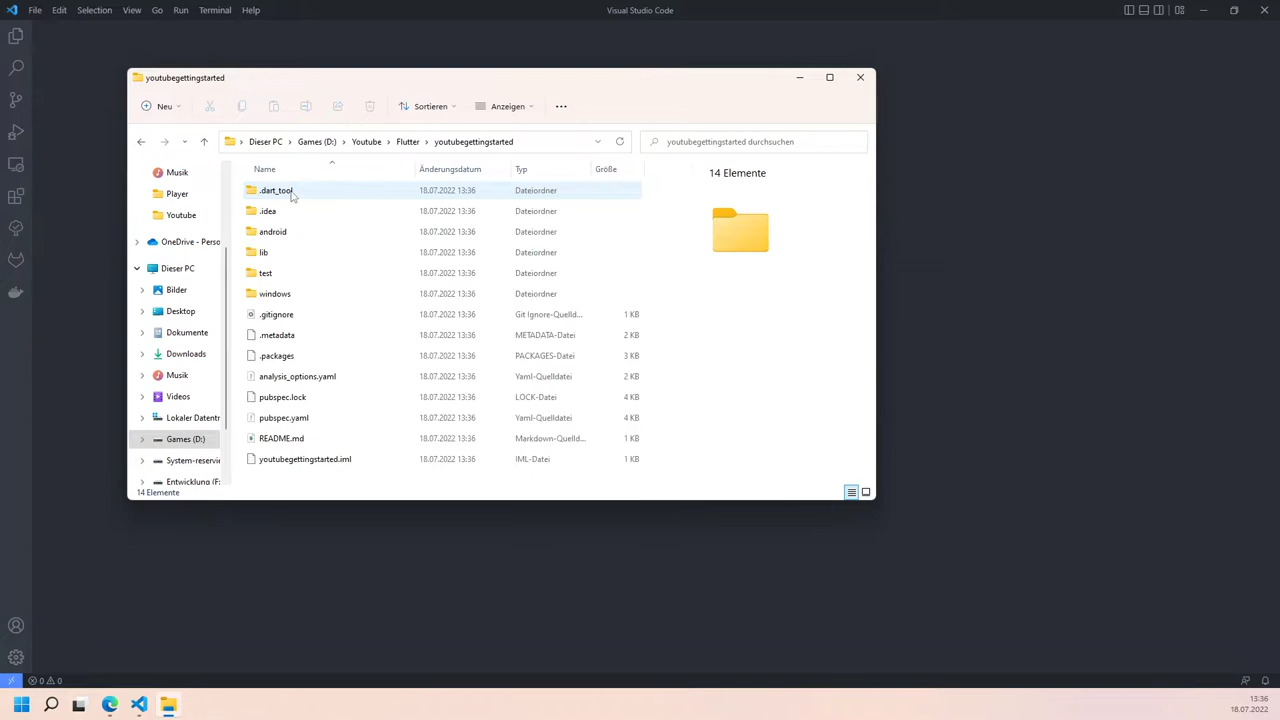 File Edit Selection View Go Run Terminal Help
Visual Studio Code
youtubegettingstarted
Neu
Sortieren
Anzeigen
Dieser PC > Games (D:) > Youtube > Flutter > youtubegettingstarted
youtubegettingstarted durchsuchen
Musik
Player
Youtube
OneDrive - Perso
Dieser PC
Bilder
Desktop
Dokumente
Downloads
Musik
Videos
Lokaler Datentr
Games (D:)
System-reservie
Entwicklung (F:
Name Änderungsdatum Typ Größe
.dart_tool 18.07.2022 13:36 Dateiordner
.idea 18.07.2022 13:36 Dateiordner
android 18.07.2022 13:36 Dateiordner
lib 18.07.2022 13:36 Dateiordner
test 18.07.2022 13:36 Dateiordner
windows 18.07.2022 13:36 Dateiordner
.gitignore 18.07.2022 13:36 Git Ignore-Quelld... 1 KB
.metadata 18.07.2022 13:36 METADATA-Datei 2 KB
.packages 18.07.2022 13:36 PACKAGES-Datei 3 KB
analysis_options.yaml 18.07.2022 13:36 Yaml-Quelldatei 2 KB
pubspec.lock 18.07.2022 13:36 LOCK-Datei 4 KB
pubspec.yaml 18.07.2022 13:36 Yaml-Quelldatei 4 KB
README.md 18.07.2022 13:36 Markdown-Quelld... 1 KB
youtubegettingstarted.iml 18.07.2022 13:36 IML-Datei 1 KB
14 Elemente
14 Elemente
0 0
13:36
18.07.2022